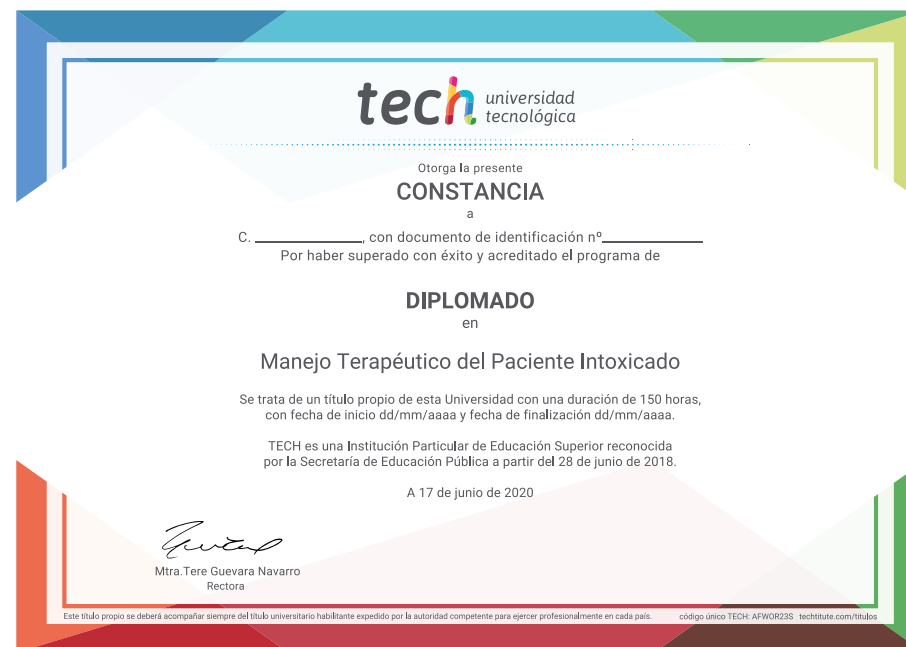 tech universidad
tecnológica
Otorga la presente
CONSTANCIA
a
C. ____________, con documento de identificación nº____________
Por haber superado con éxito y acreditado el programa de
DIPLOMADO
en
Manejo Terapéutico del Paciente Intoxicado
Se trata de un título propio de esta Universidad con una duración de 150 horas,
con fecha de inicio dd/mm/aaaa y fecha de finalización dd/mm/aaaa.
TECH es una Institución Particular de Educación Superior reconocida
por la Secretaría de Educación Pública a partir del 28 de junio de 2018.
A 17 de junio de 2020
Mtra.Tere Guevara Navarro
Rectora
Este título propio se deberá acompañar siempre del título universitario habilitante expedido por la autoridad competente para ejercer profesionalmente en cada país. código único TECH: AFWOR23S techtitute.com/titulos